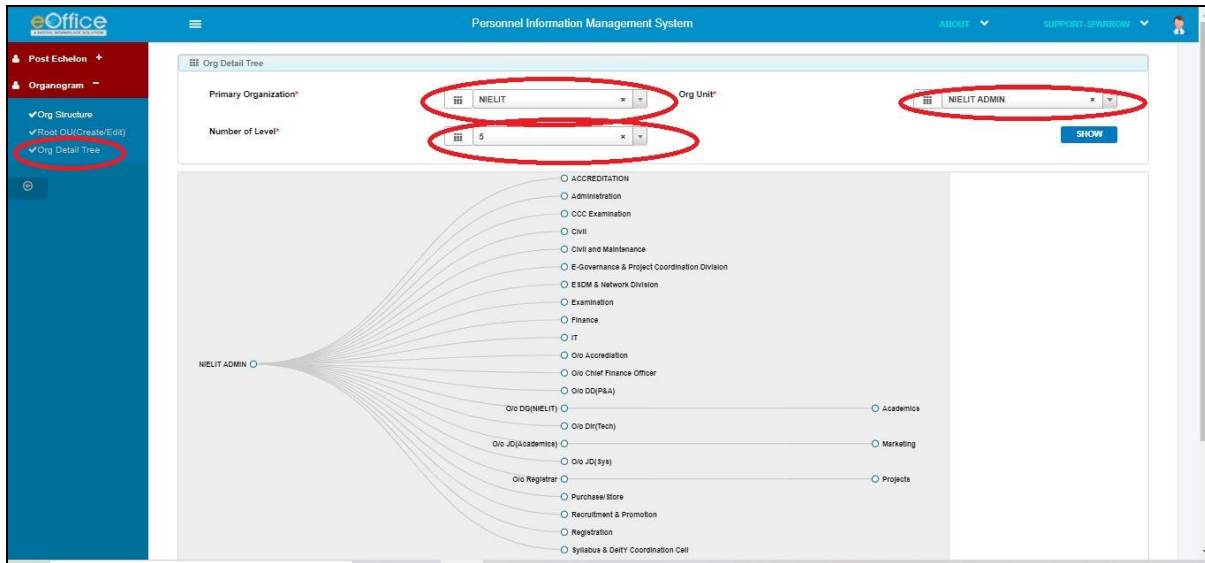 eOffice
A DIGITAL WORKPLACE SOLUTION
Personnel Information Management System
ABOUT
SUPPORT-SPARROW
Post Echelon +
Organogram −
✔Org Structure
✔Root OU(Create/Edit)
✔Org Detail Tree
Org Detail Tree
Primary Organization*
NIELIT
Org Unit*
NIELIT ADMIN
Number of Level*
5
SHOW
ACCREDITATION
Administration
CCC Examination
Civil
Civil and Maintenance
E-Governance & Project Coordination Division
ESDM & Network Division
Examination
Finance
IT
O/o Accrediation
NIELIT ADMIN
O/o Chief Finance Officer
O/o DD(P&A)
O/o DG(NIELIT)
Academics
O/o Dir(Tech)
O/o JD(Academics)
Marketing
O/o JD(Sys)
O/o Registrar
Projects
Purchase/Store
Recruitment & Promotion
Registration
Syllabus & DeitY Coordination Cell